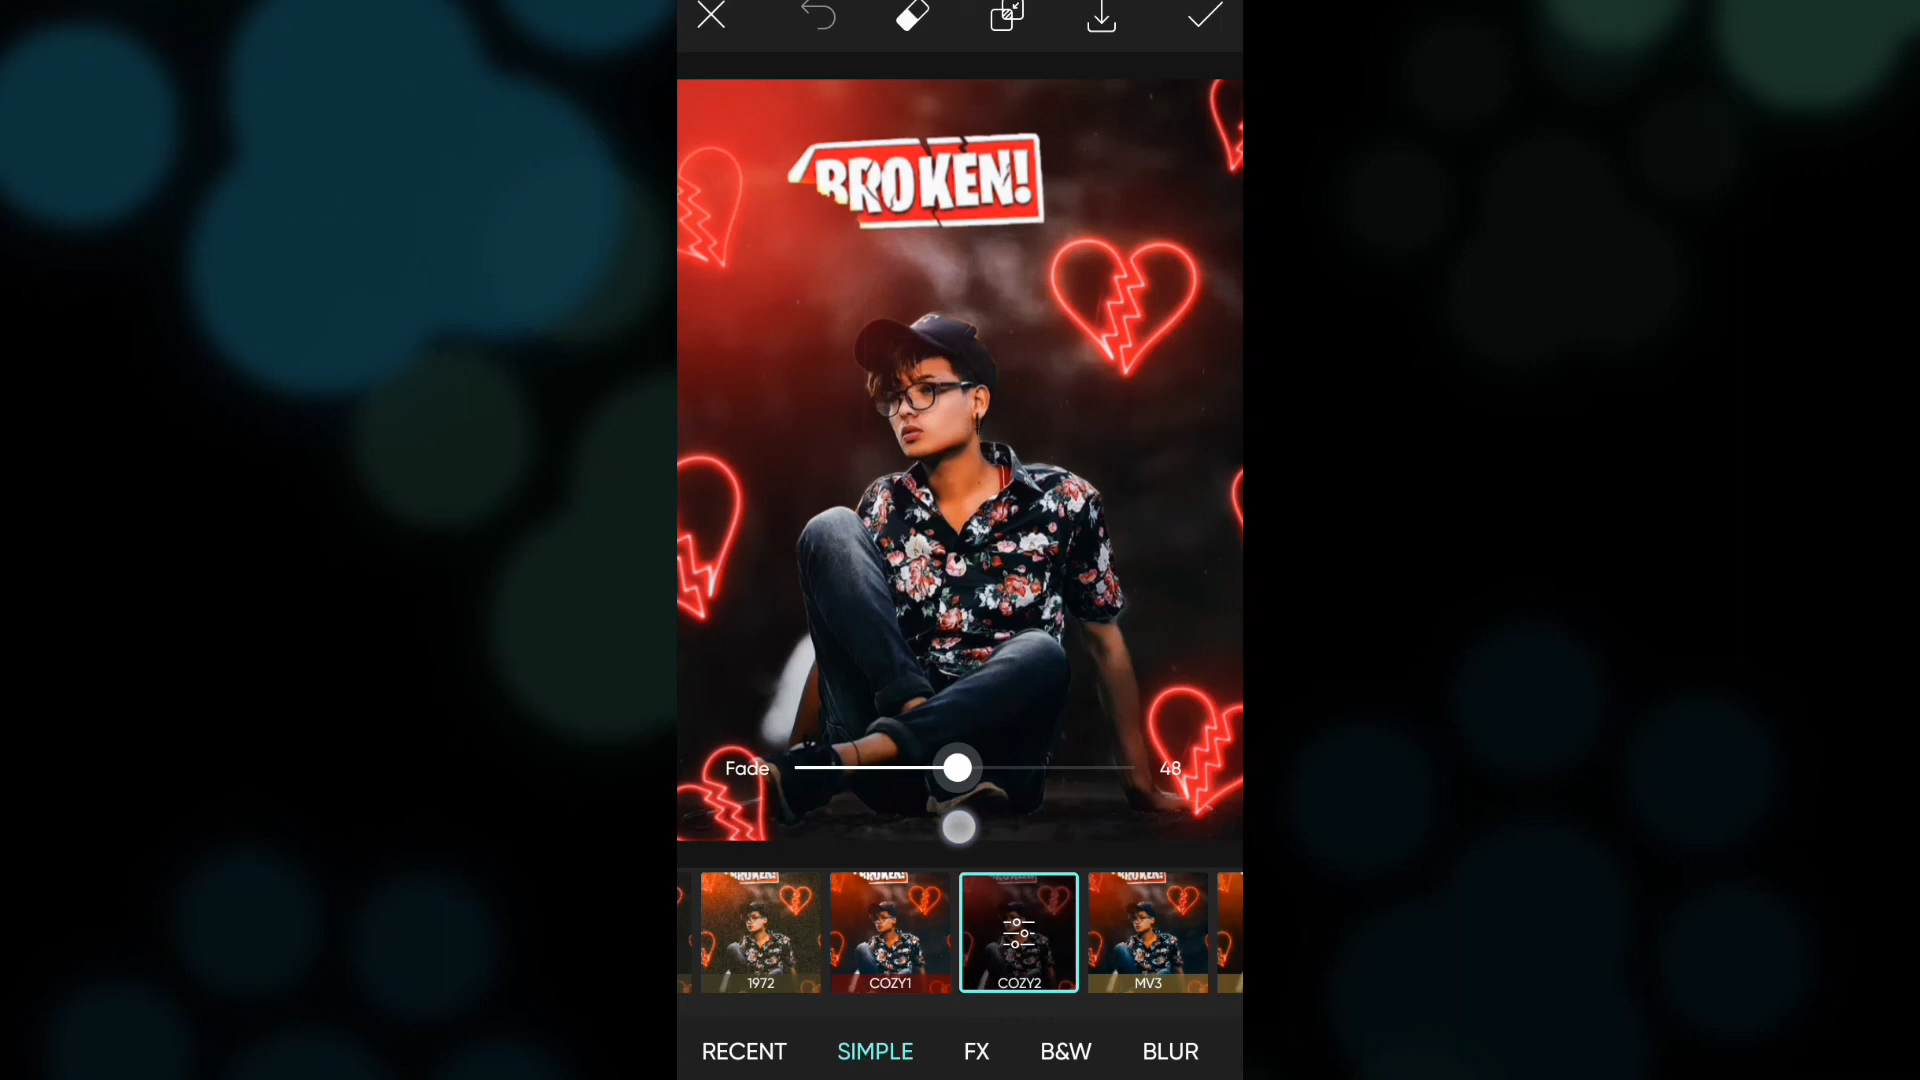 BROKEN!
Fade 48
1972 COZY1 COZY2 MV3
RECENT SIMPLE FX B&W BLUR